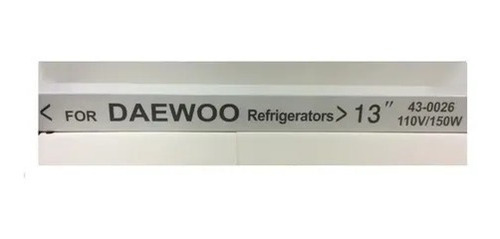 < FOR DAEWOO Refrigerators > 13" 43-0026
110V/150W